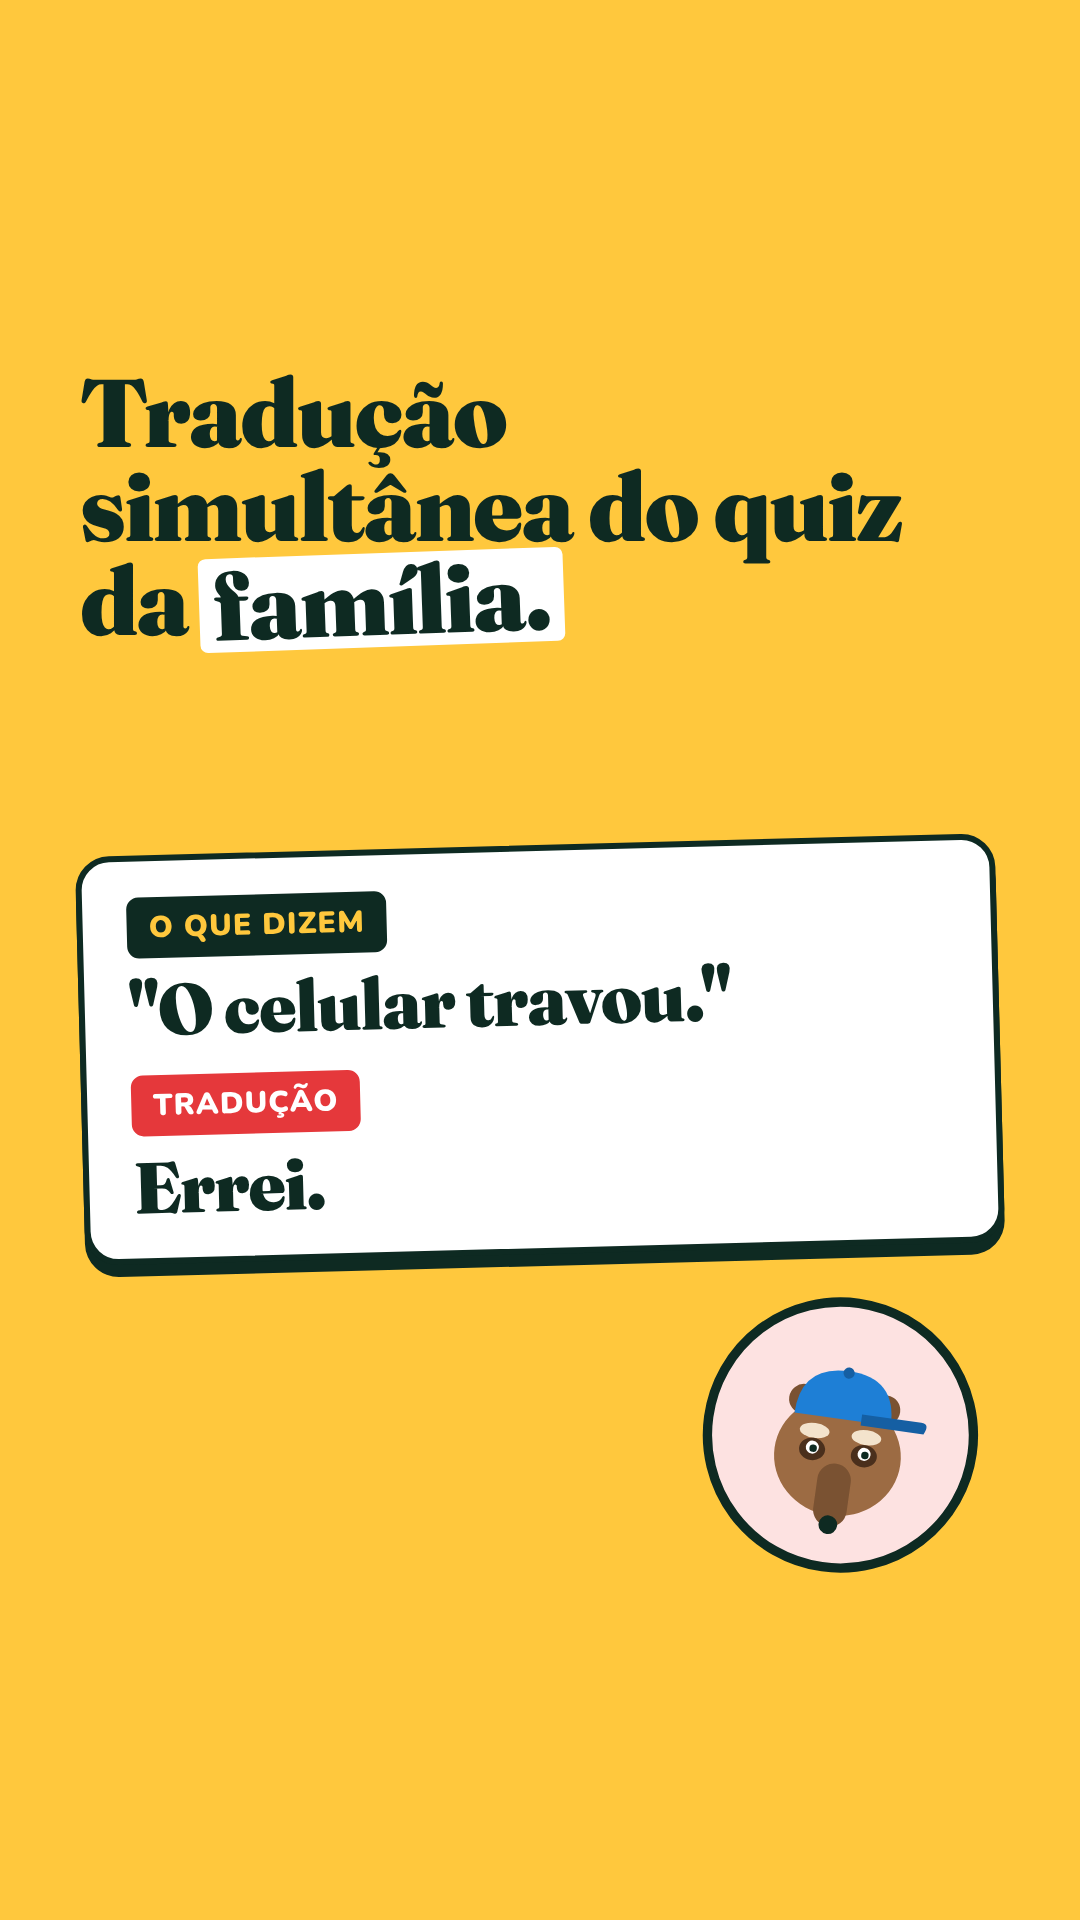 Tradução
simultânea do quiz
da família.
O QUE DIZEM
"O celular travou."
TRADUÇÃO
Errei.